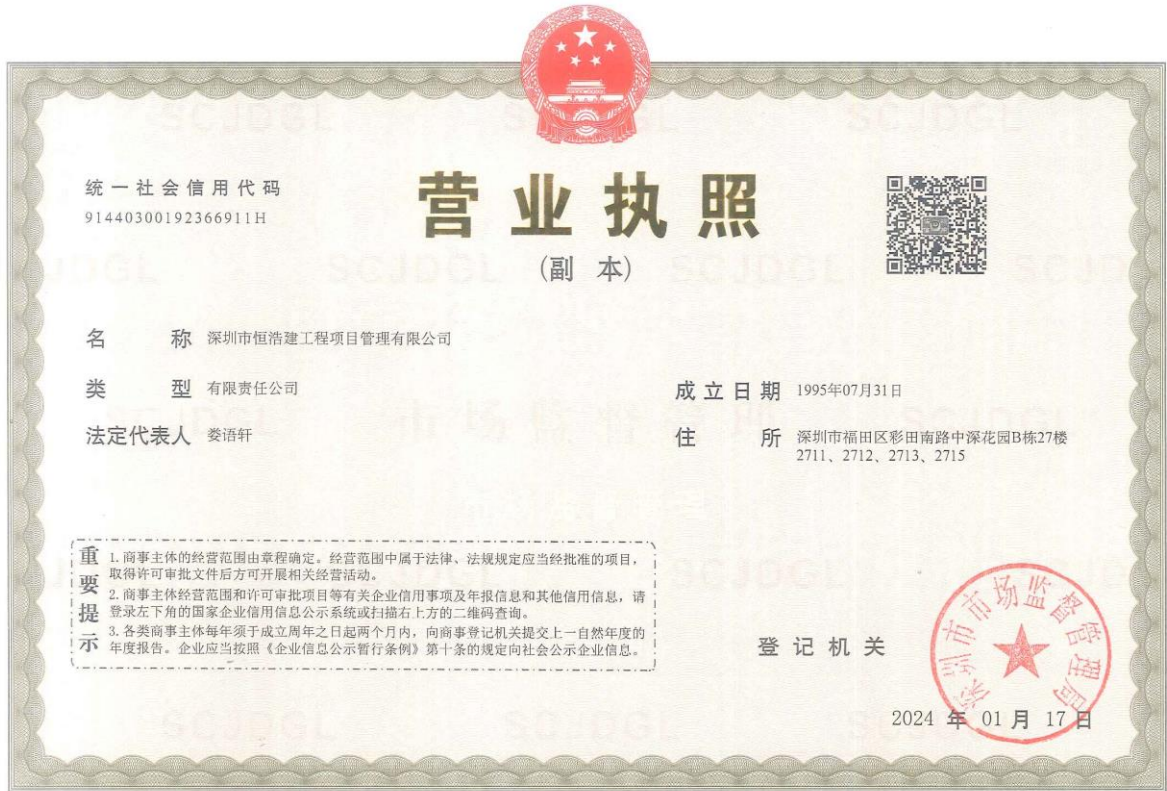 统一社会信用代码
91440300192366911H
营业执照
(副 本)
名 称 深圳市恒浩建工程项目管理有限公司
类 型 有限责任公司
成立日期 1995年07月31日
法定代表人 娄语轩
住 所 深圳市福田区彩田南路中深花园B栋27楼
2711、2712、2713、2715
重要提示
1. 商事主体的经营范围由章程确定。经营范围中属于法律、法规规定应当经批准的项目，
取得许可审批文件后方可开展相关经营活动。
2. 商事主体经营范围和许可审批项目等有关企业信用事项及年报信息和其他信用信息，请
登录左下角的国家企业信用信息公示系统或扫描右上方的二维码查询。
3. 各类商事主体每年须于成立周年之日起两个月内，向商事登记机关提交上一自然年度的
年度报告。企业应当按照《企业信息公示暂行条例》第十条的规定向社会公示企业信息。
登记机关
深圳市市场监督管理局
2024 年 01 月 17 日
SCJDGL